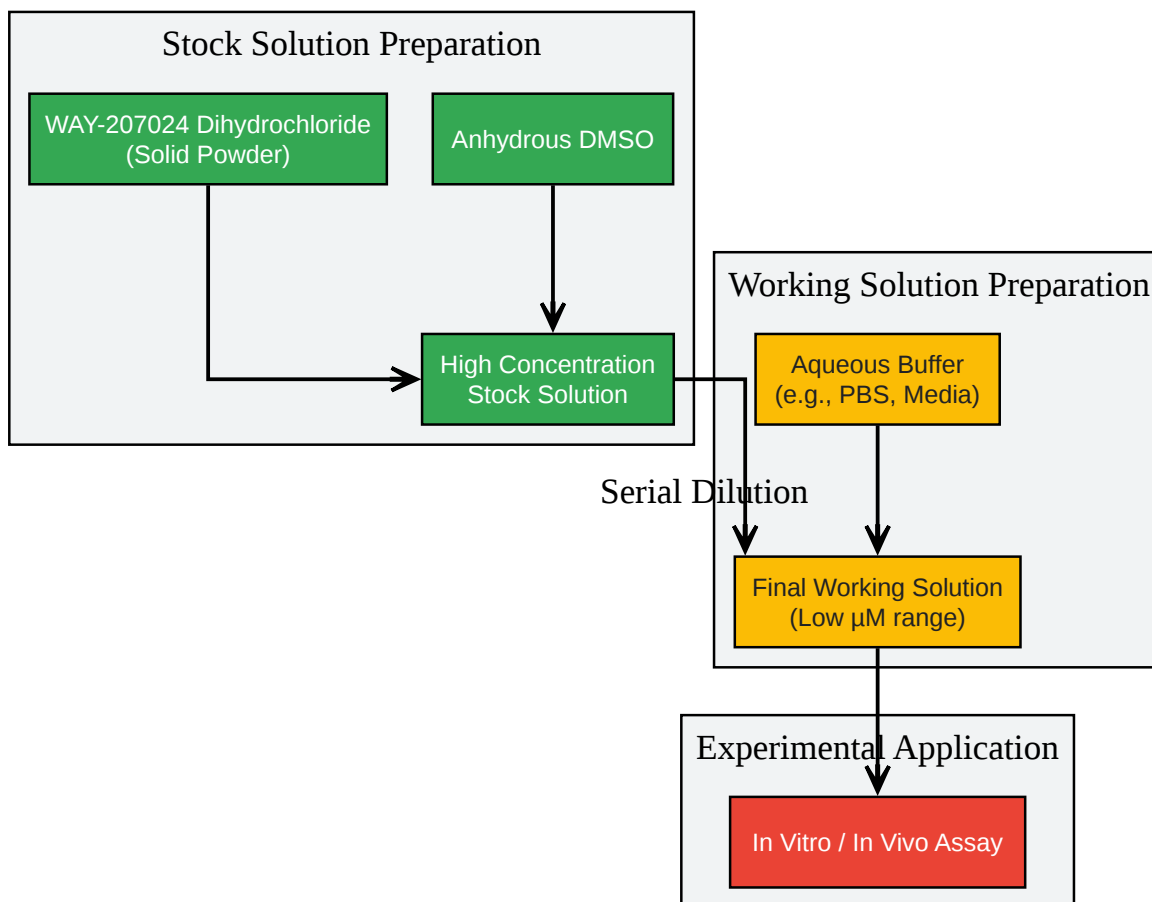 Stock Solution Preparation
WAY-207024 Dihydrochloride
(Solid Powder)
Anhydrous DMSO
High Concentration
Stock Solution
Working Solution Preparation
Aqueous Buffer
(e.g., PBS, Media)
Serial Dilution
Final Working Solution
(Low µM range)
Experimental Application
In Vitro / In Vivo Assay